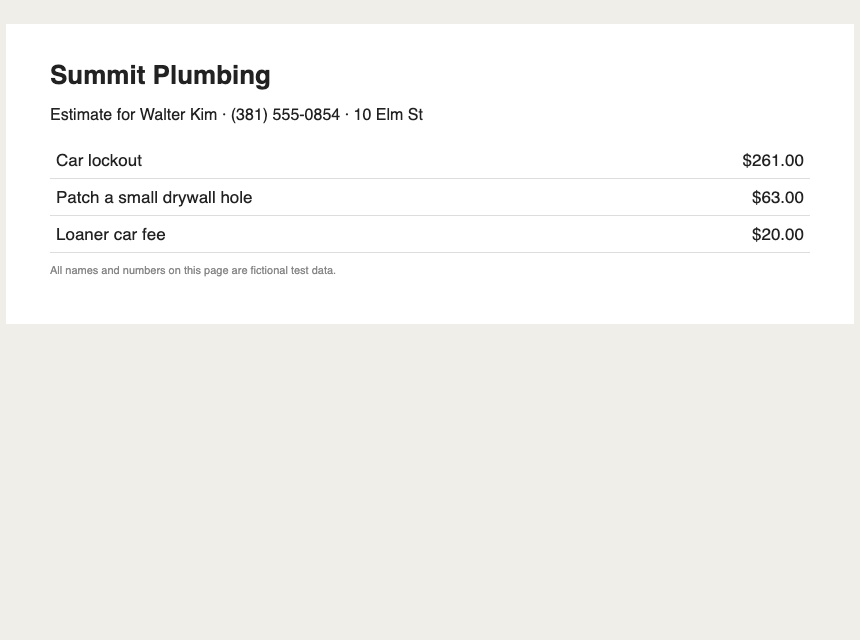 Summit Plumbing
Estimate for Walter Kim · (381) 555-0854 · 10 Elm St
Car lockout $261.00
Patch a small drywall hole $63.00
Loaner car fee $20.00
All names and numbers on this page are fictional test data.